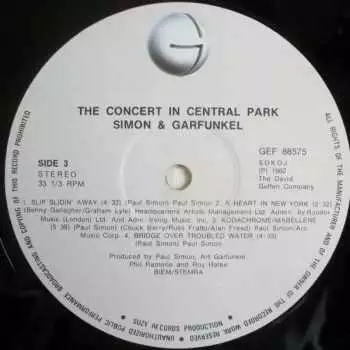 THE CONCERT IN CENTRAL PARK
SIMON & GARFUNKEL
GEF 88575
SIDE 3
STEREO
33 1/3 RPM
(P) 1982
The David
Geffen Company
1. SLIP SLIDIN' AWAY (4:32) (Paul Simon) Paul Simon 2. A HEART IN NEW YORK (2:32)
(Benny Gallagher/Graham Lyle) Headquarters Artists Management Ltd. Admin. by Rondor
Music (London) Ltd. And Adm. Irving Music Inc. 3. KODACHROME/MABELLENE
(5:38) (Paul Simon) (Chuck Berry/Russ Fratto/Alan Freed) Paul Simon/Arc
Music Corp. 4. BRIDGE OVER TROUBLED WATER (4:33)
(Paul Simon) Paul Simon
Produced by Paul Simon, Art Garfunkel
Phil Ramone and Roy Halee
BIEM/STEMRA
ALL RIGHTS OF THE MANUFACTURER AND OF THE OWNER OF THE RECORDED WORK RESERVED
UNAUTHORIZED PUBLIC PERFORMANCE BROADCASTING AND COPYING OF THIS RECORD PROHIBITED
RECORDS PRODUCTION